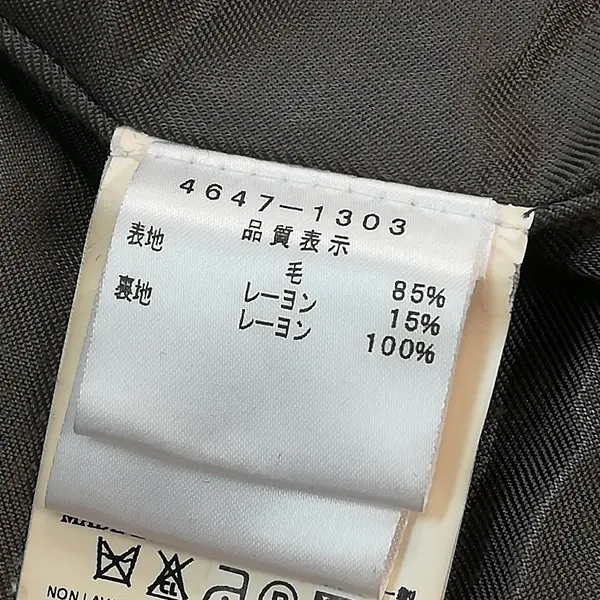 4647-1303
品質表示
表地 毛 85%
レーヨン 15%
裏地 レーヨン 100%
CL